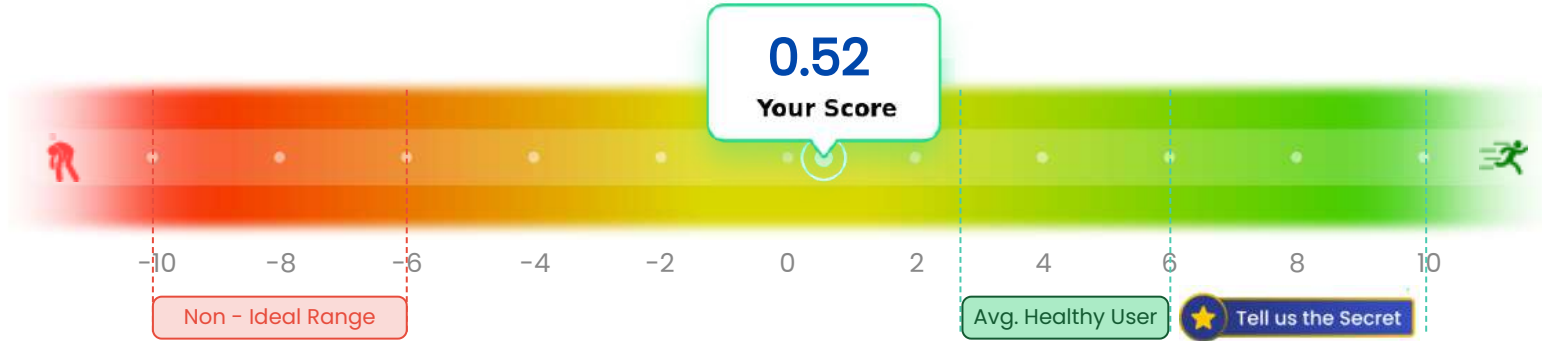 0.52
Your Score
−10 −8 −6 −4 −2 0 2 4 6 8 10
Non - Ideal Range Avg. Healthy User Tell us the Secret